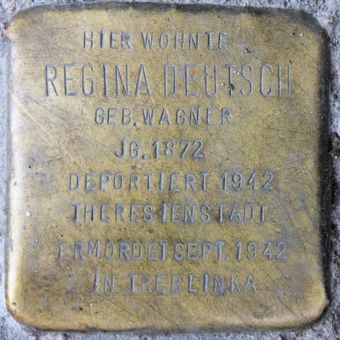 HIER WOHNTE
REGINA DEUTSCH
GEB. WAGNER
JG. 1872
DEPORTIERT 1942
THERESIENSTADT
ERMORDET SEPT. 1942
IN TREBLINKA